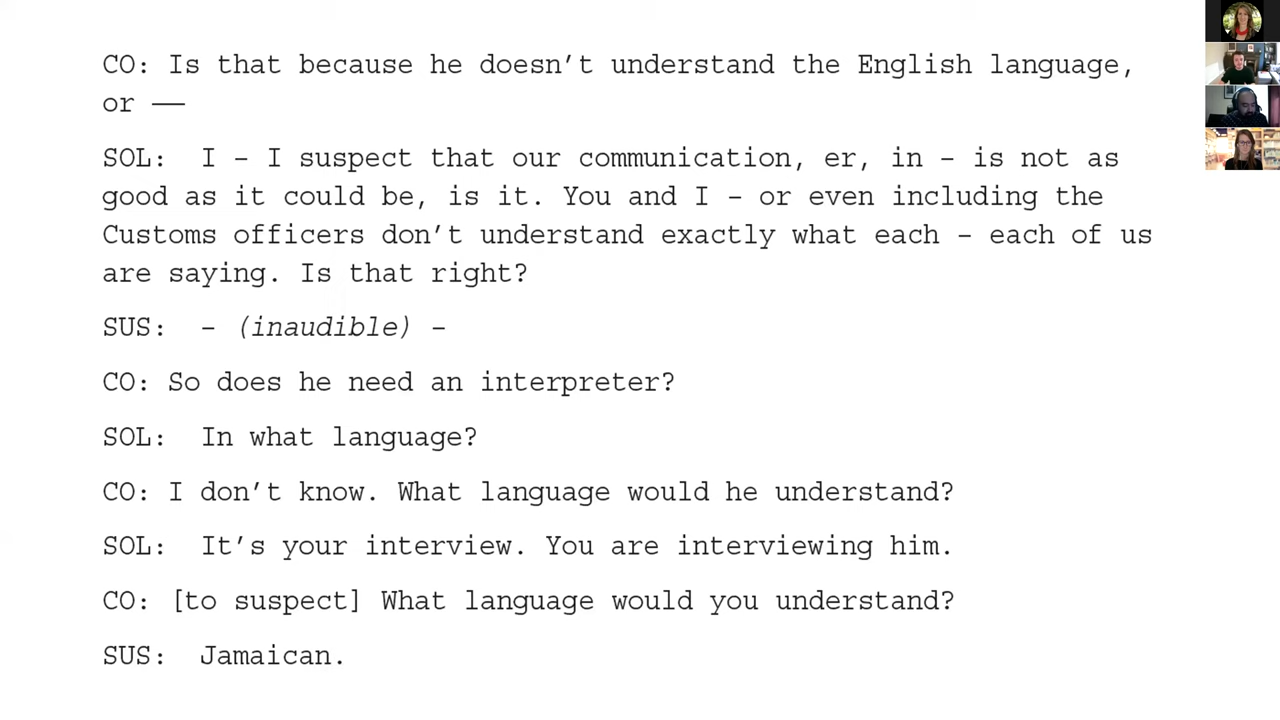 CO: Is that because he doesn’t understand the English language,
or ——
SOL:  I – I suspect that our communication, er, in – is not as
good as it could be, is it. You and I – or even including the
Customs officers don’t understand exactly what each – each of us
are saying. Is that right?
SUS:  – (inaudible) –
CO: So does he need an interpreter?
SOL:  In what language?
CO: I don’t know. What language would he understand?
SOL:  It’s your interview. You are interviewing him.
CO: [to suspect] What language would you understand?
SUS:  Jamaican.